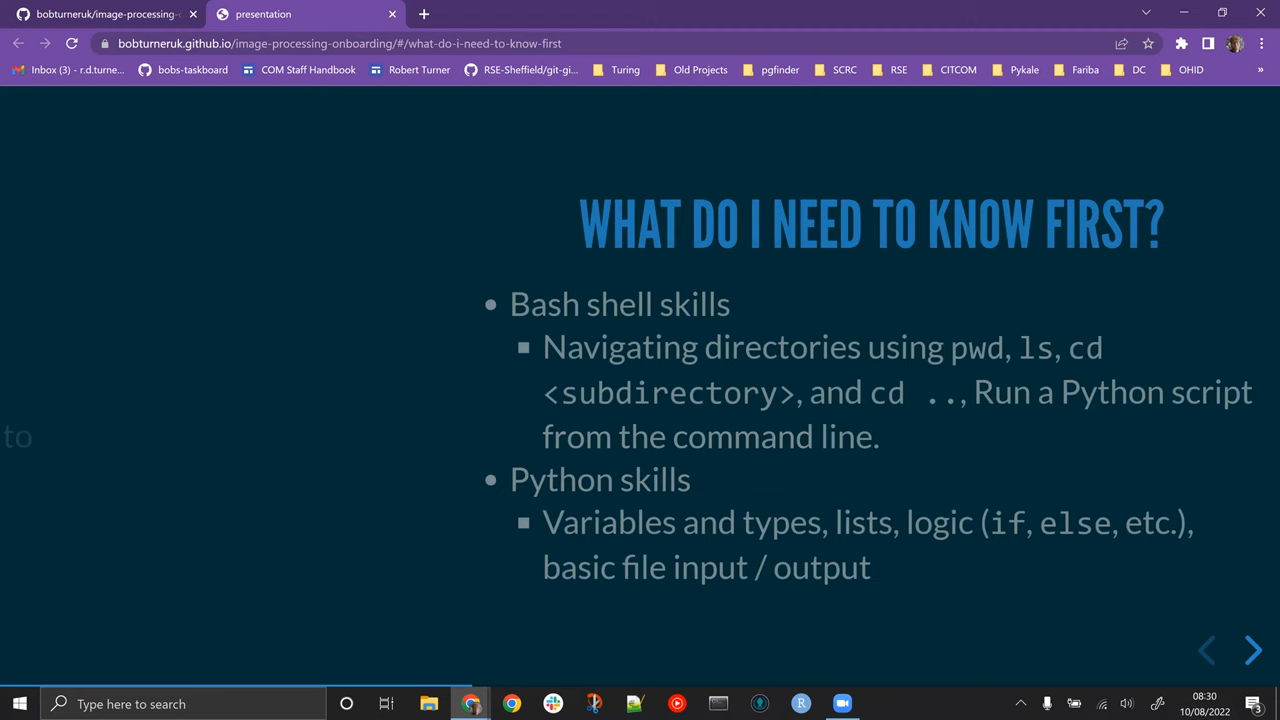 bobturneruk/image-processing-
presentation
bobturneruk.github.io/image-processing-onboarding/#/what-do-i-need-to-know-first
Inbox (3) - r.d.turne... bobs-taskboard COM Staff Handbook Robert Turner RSE-Sheffield/git-gi... Turing Old Projects pgfinder SCRC RSE CITCOM Pykale Fariba DC OHID »
WHAT DO I NEED TO KNOW FIRST?
• Bash shell skills
▪ Navigating directories using pwd, ls, cd
<subdirectory>, and cd .., Run a Python script
from the command line.
to
• Python skills
▪ Variables and types, lists, logic (if, else, etc.),
basic file input / output
Type here to search
R
08:30
10/08/2022
3